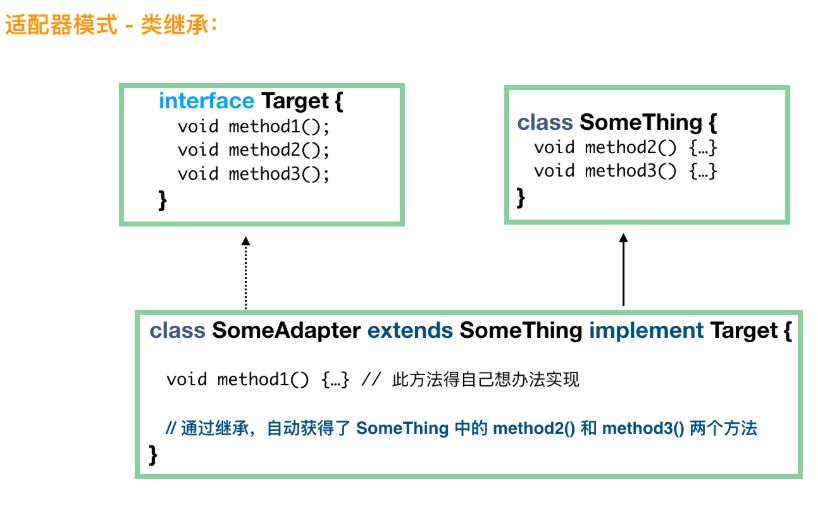 适配器模式 - 类继承:
interface Target {
void method1();
void method2();
void method3();
}
class SomeThing {
void method2() {…}
void method3() {…}
}
class SomeAdapter extends SomeThing implement Target {
void method1() {…} // 此方法得自己想办法实现
// 通过继承，自动获得了 SomeThing 中的 method2() 和 method3() 两个方法
}